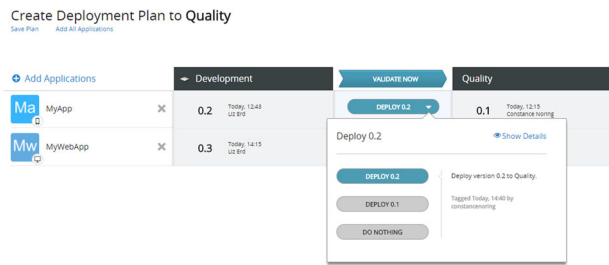 Create Deployment Plan to Quality
Save Plan Add All Applications
Add Applications Development VALIDATE NOW Quality
Ma MyApp 0.2 Today, 12:43 Liz Erd DEPLOY 0.2 0.1 Today, 12:15 Constance Noring
Mw MyWebApp 0.3 Today, 14:15 Liz Erd
Deploy 0.2 Show Details
DEPLOY 0.2 Deploy version 0.2 to Quality.
DEPLOY 0.1 Tagged Today, 14:40 by
constancenoring
DO NOTHING